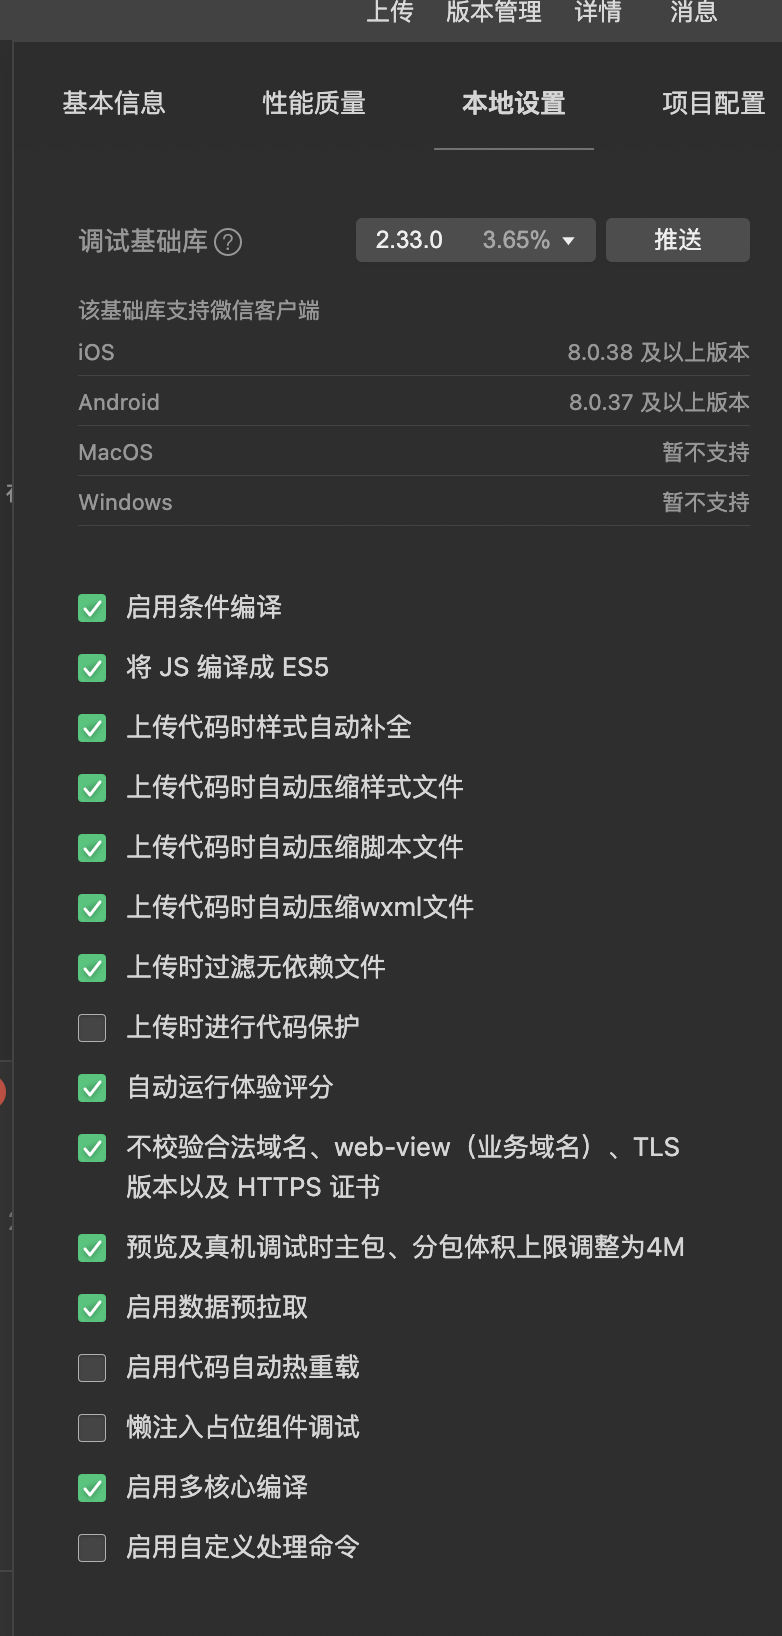 上传 版本管理 详情 消息
基本信息 性能质量 本地设置 项目配置
调试基础库 ? 2.33.0 3.65% 推送
该基础库支持微信客户端
iOS 8.0.38 及以上版本
Android 8.0.37 及以上版本
MacOS 暂不支持
Windows 暂不支持
启用条件编译
将 JS 编译成 ES5
上传代码时样式自动补全
上传代码时自动压缩样式文件
上传代码时自动压缩脚本文件
上传代码时自动压缩wxml文件
上传时过滤无依赖文件
上传时进行代码保护
自动运行体验评分
不校验合法域名、web-view（业务域名）、TLS
版本以及 HTTPS 证书
预览及真机调试时主包、分包体积上限调整为4M
启用数据预拉取
启用代码自动热重载
懒注入占位组件调试
启用多核心编译
启用自定义处理命令